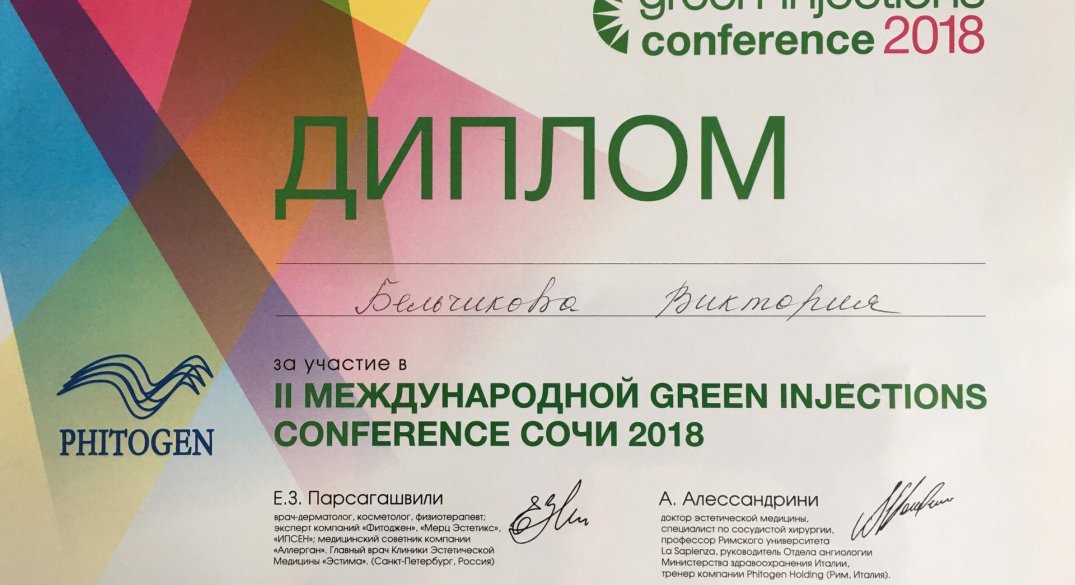 green injections
conference 2018
ДИПЛОМ
Бельчикова Виктория
за участие в
II МЕЖДУНАРОДНОЙ GREEN INJECTIONS
CONFERENCE СОЧИ 2018
PHITOGEN
Е.З. Парсагашвили
врач-дерматолог, косметолог, физиотерапевт;
эксперт компаний «Фитоджен». «Мерц Эстетикс».
«ИПСЕН»; медицинский советник компании
«Аллерган». Главный врач Клиники Эстетической
Медицины «Эстима». (Санкт-Петербург, Россия)
А. Алессандрини
доктор эстетической медицины,
специалист по сосудистой хирургии,
профессор Римского университета
La Sapienza, руководитель Отдела ангиологии
Министерства здравоохранения Италии,
тренер компании Phitogen Holding (Рим, Италия).